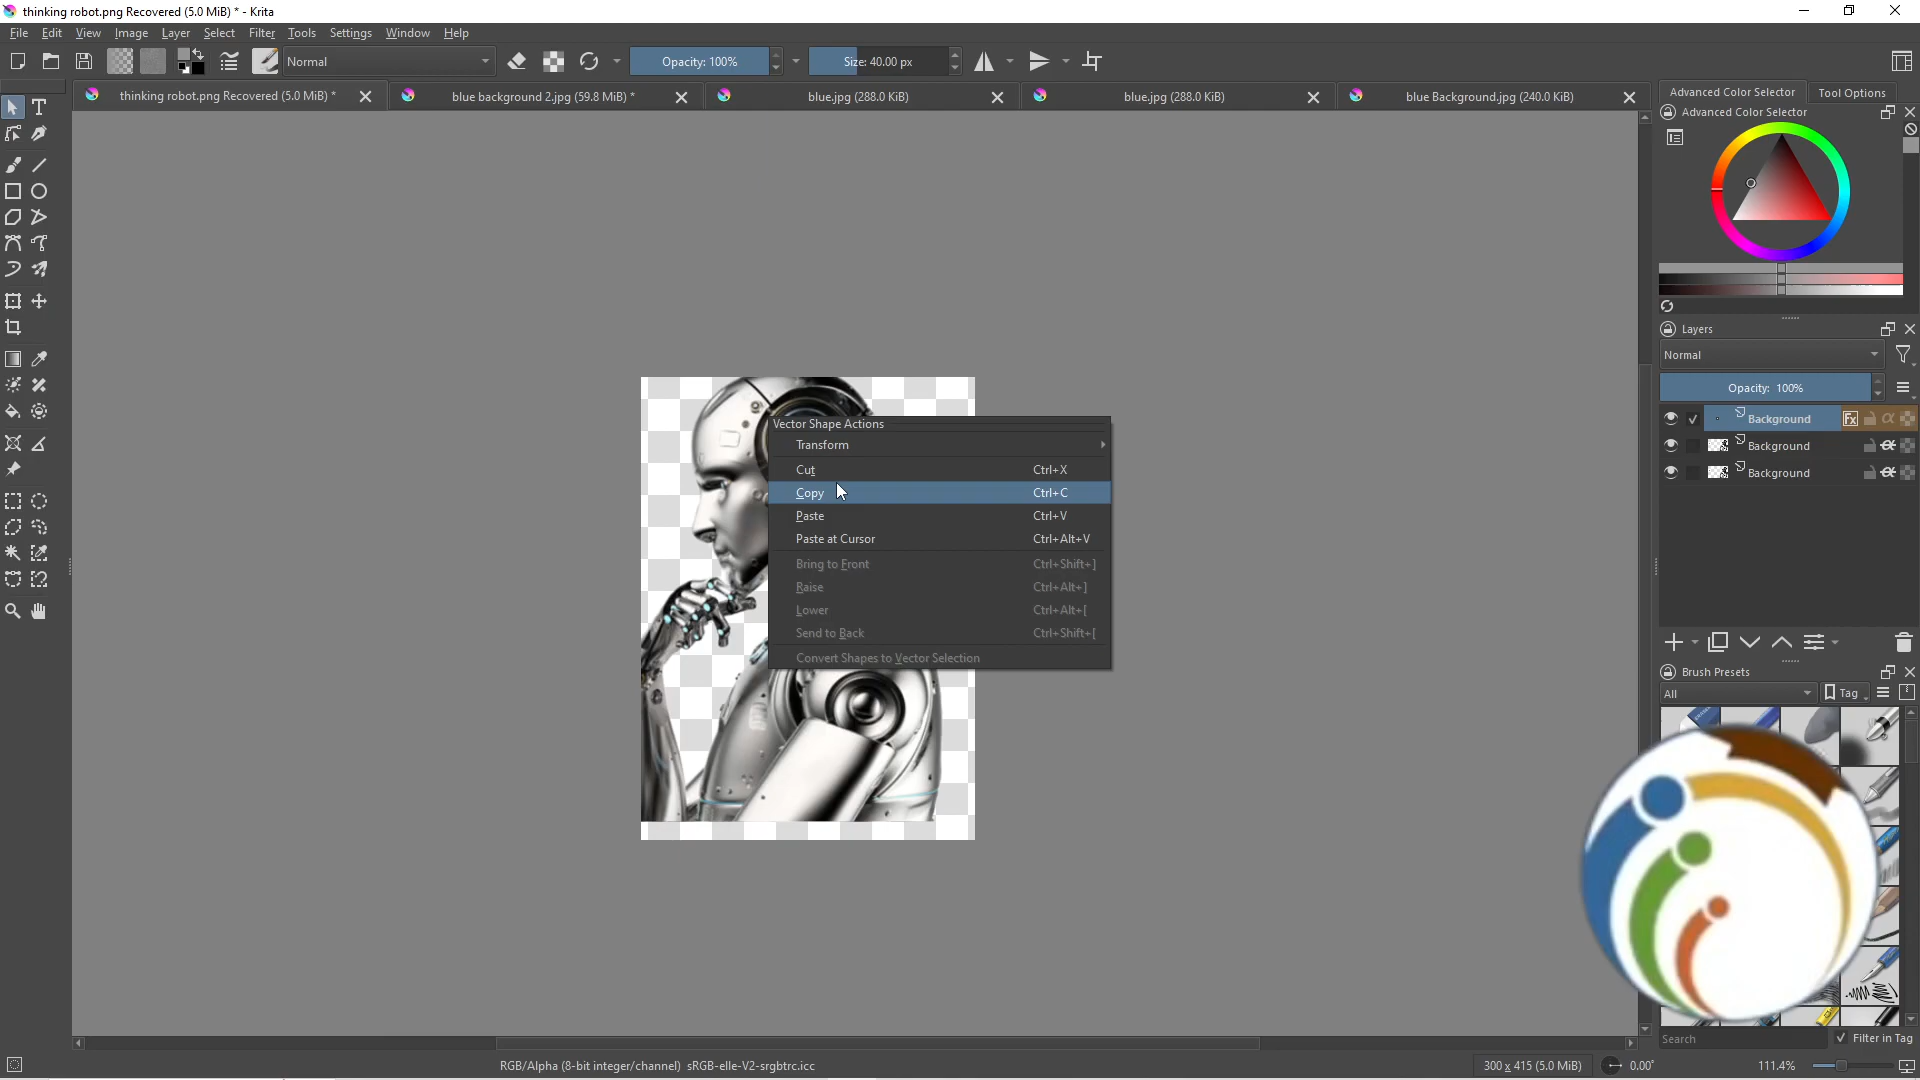 thinking robot.png Recovered (5.0 MiB) * - Krita
File Edit View Image Layer Select Filter Tools Settings Window Help
Normal Opacity: 100% Size: 40.00 px
thinking robot.png Recovered (5.0 MiB) * blue background 2.jpg (59.8 MiB) * blue.jpg (288.0 KiB) blue.jpg (288.0 KiB) blue Background.jpg (240.0 KiB)
Advanced Color Selector Tool Options
Advanced Color Selector
Layers
Normal
Opacity: 100%
Background
Background
Background
Vector Shape Actions
Transform
Cut Ctrl+X
Copy Ctrl+C
Paste Ctrl+V
Paste at Cursor Ctrl+Alt+V
Bring to Front Ctrl+Shift+]
Raise Ctrl+Alt+]
Lower Ctrl+Alt+[
Send to Back Ctrl+Shift+[
Convert Shapes to Vector Selection
Brush Presets
All Tag
Search Filter in Tag
RGB/Alpha (8-bit integer/channel) sRGB-elle-V2-srgbtrc.icc 300 x 415 (5.0 MiB) 0.00° 111.4%